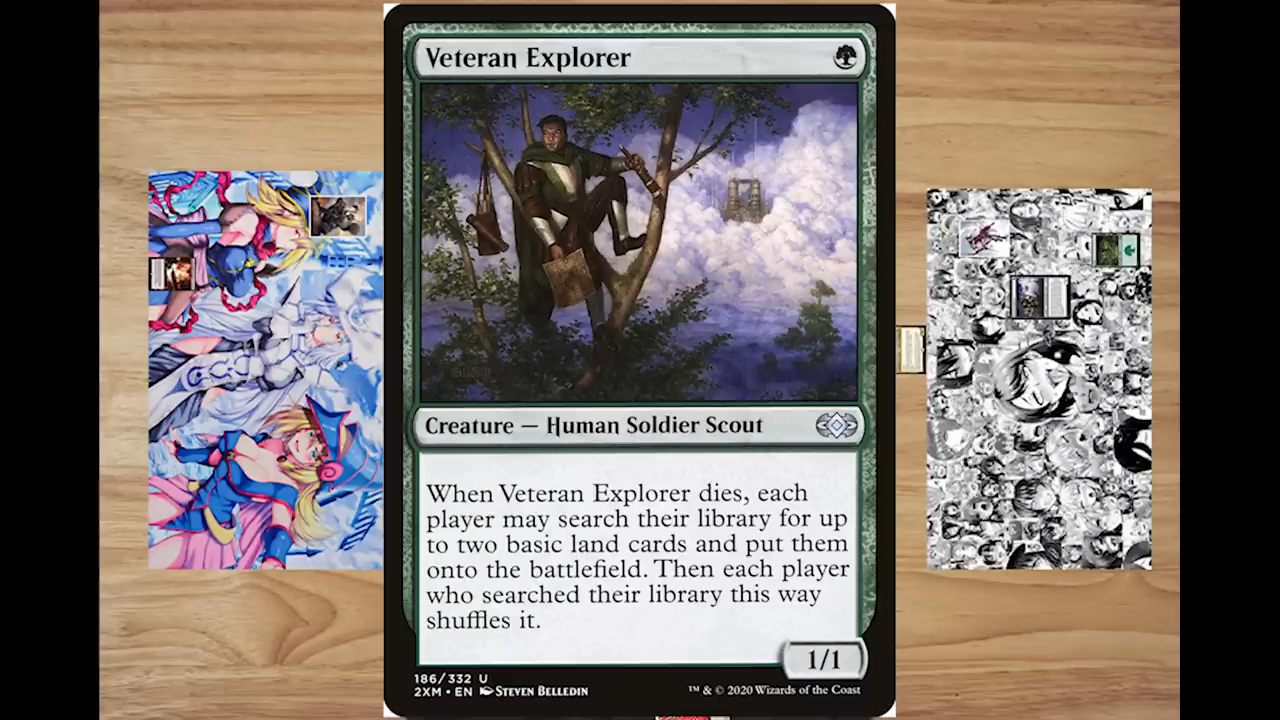 Veteran Explorer
Creature — Human Soldier Scout
When Veteran Explorer dies, each
player may search their library for up
to two basic land cards and put them
onto the battlefield. Then each player
who searched their library this way
shuffles it.
1/1
186/332 U
2XM • EN STEVEN BELLEDIN
™ & © 2020 Wizards of the Coast